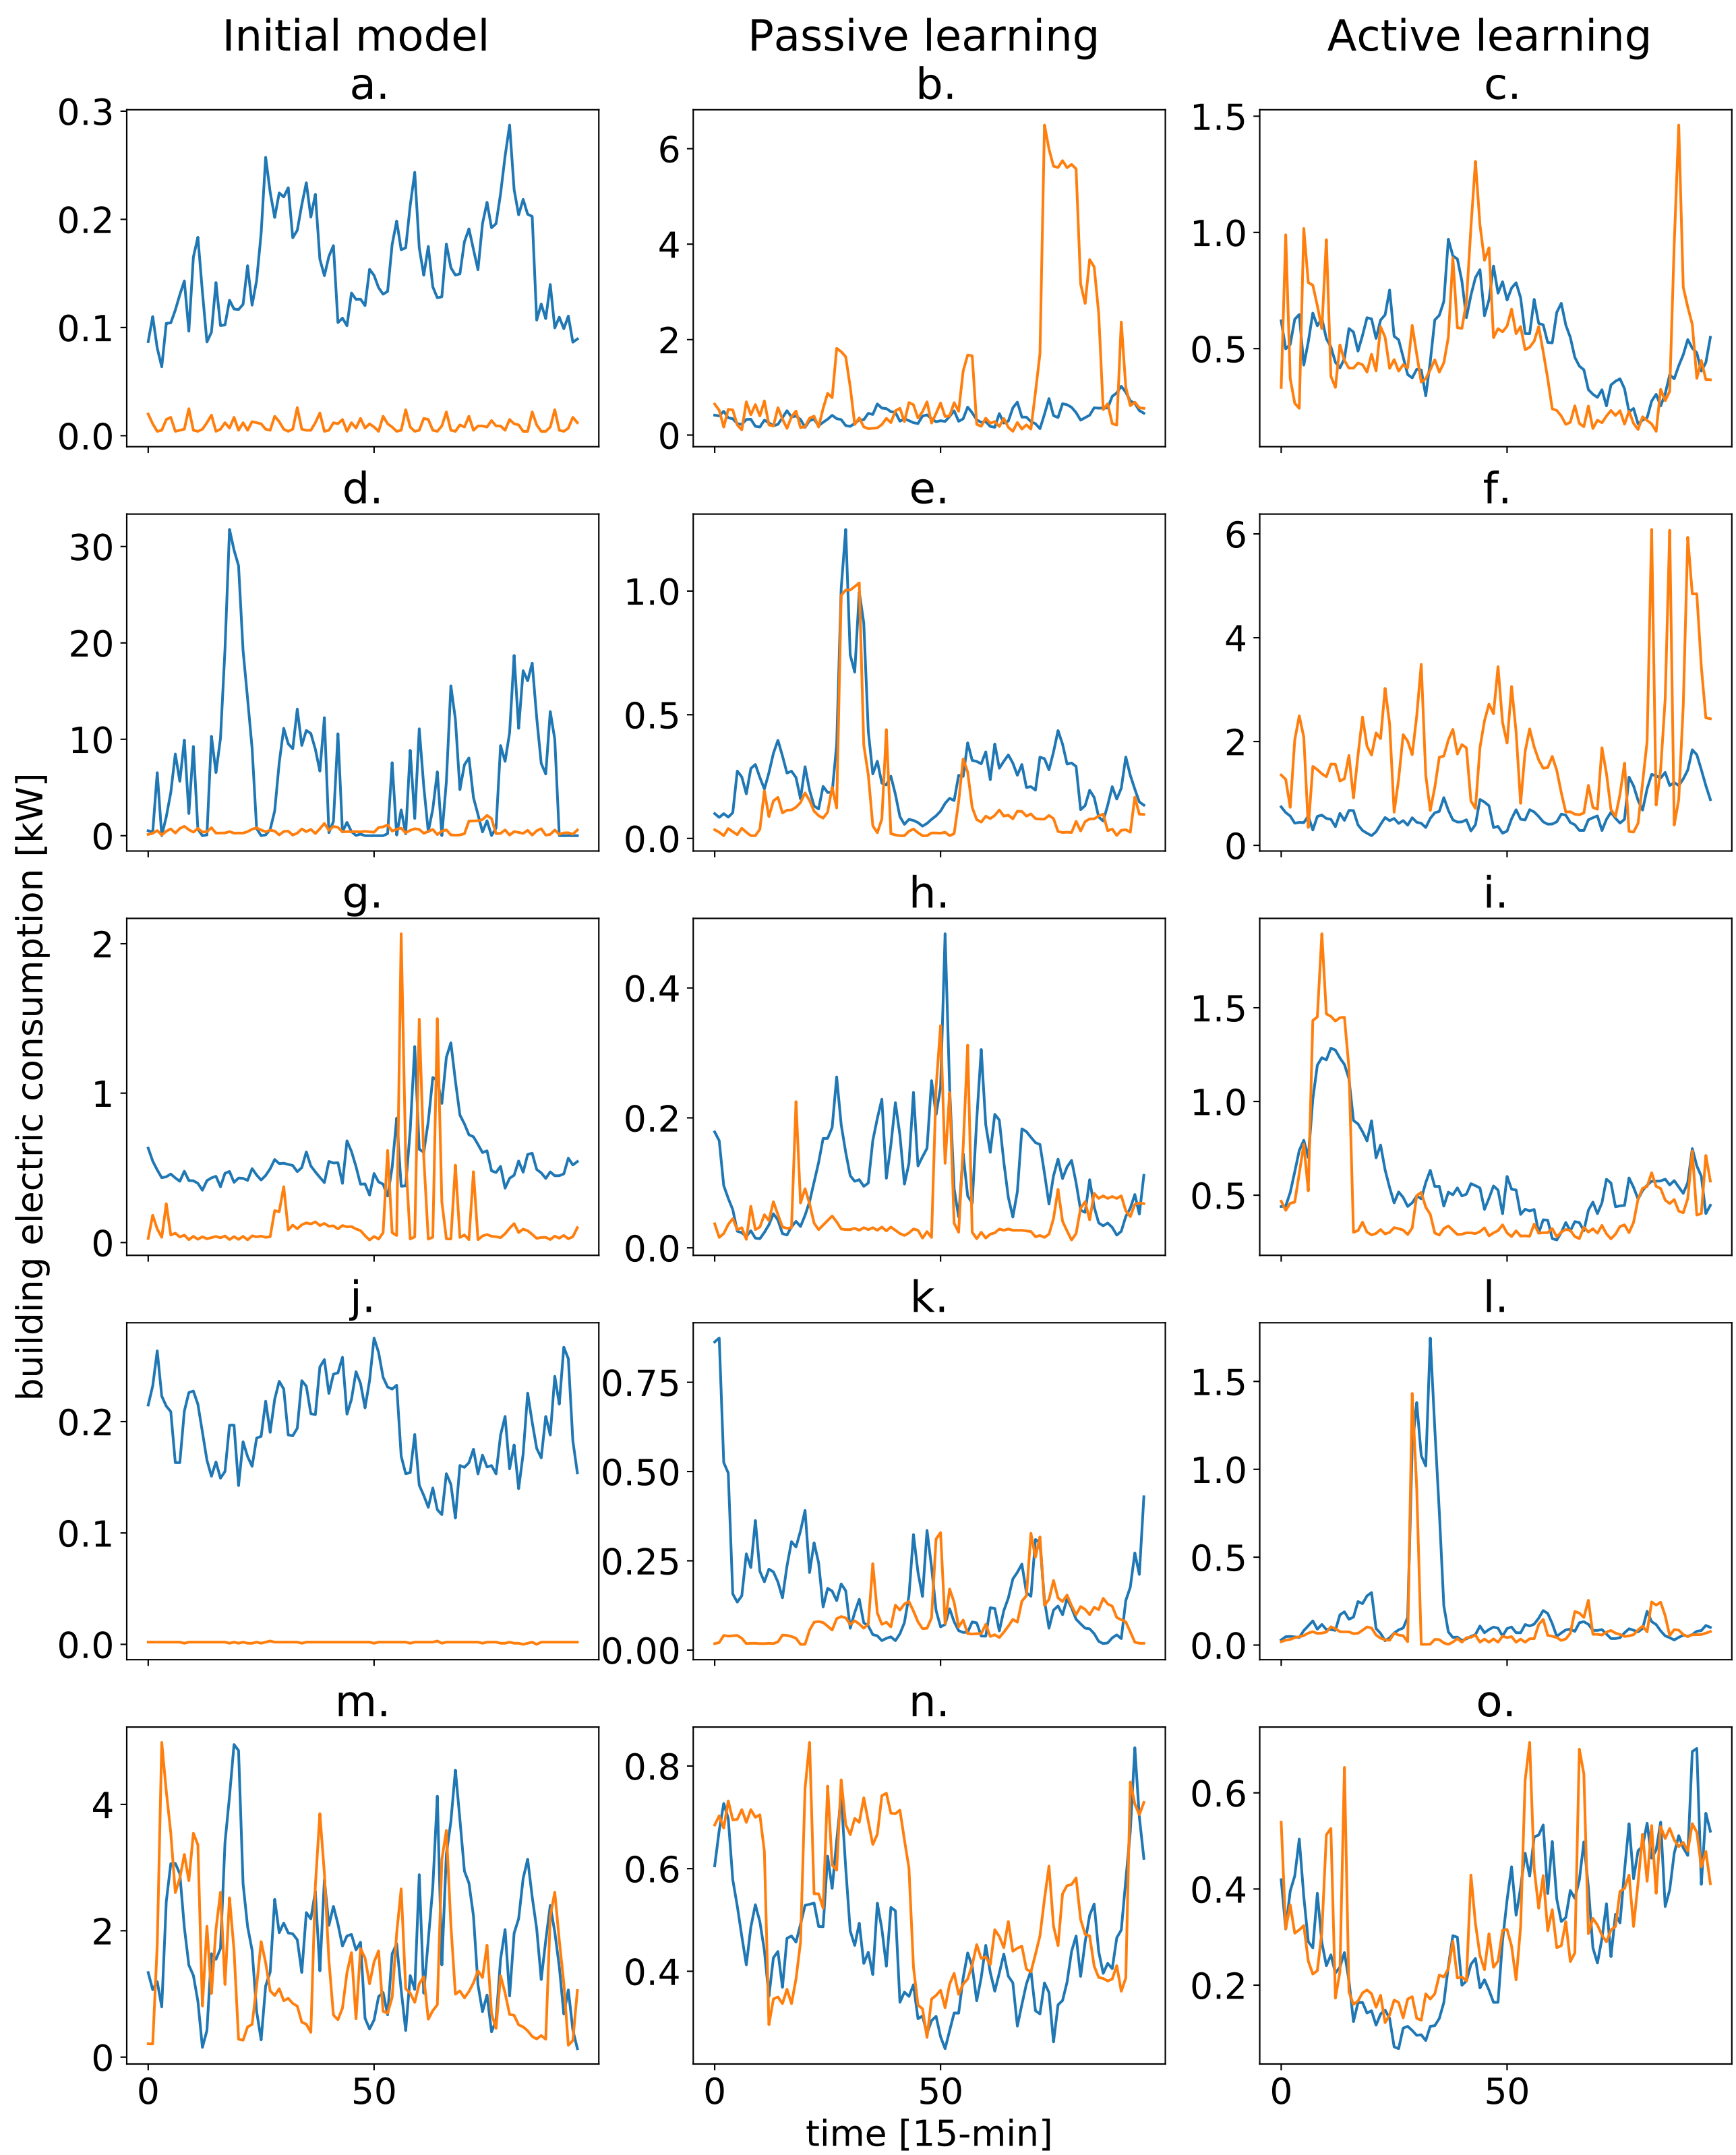 Initial model
Passive learning
Active learning
a.
b.
c.
0.3
0.2
0.1
0.0
6
4
2
0
1.5
1.0
0.5
d.
e.
f.
30
20
10
0
1.0
0.5
0.0
6
4
2
0
g.
h.
i.
2
1
0
0.4
0.2
0.0
1.5
1.0
0.5
j.
k.
l.
0.2
0.1
0.0
0.75
0.50
0.25
0.00
1.5
1.0
0.5
0.0
m.
n.
o.
4
2
0
0.8
0.6
0.4
0.6
0.4
0.2
0
50
0
50
0
50
time [15-min]
building electric consumption [kW]